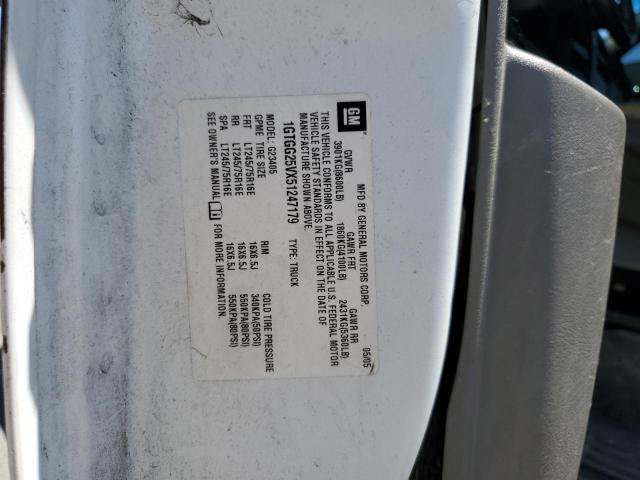 GM
MFD BY GENERAL MOTORS CORP. 05/05
GVWR GAWR FRT GAWR RR
3901KG(8600LB) 1860KG(4100LB) 2431KG(5360LB)
THIS VEHICLE CONFORMS TO ALL APPLICABLE U.S. FEDERAL MOTOR
VEHICLE SAFETY STANDARDS IN EFFECT ON THE DATE OF
MANUFACTURE SHOWN ABOVE.
1GTGG25VX51247179 TYPE: TRUCK
MODEL: G23405
GPME TIRE SIZE RIM COLD TIRE PRESSURE
FRT LT245/75R16E 16X6.5J 340KPA(50PSI)
RR LT245/75R16E 16X6.5J 550KPA(80PSI)
SPA LT245/75R16E 16X6.5J 550KPA(80PSI)
SEE OWNER'S MANUAL FOR MORE INFORMATION.